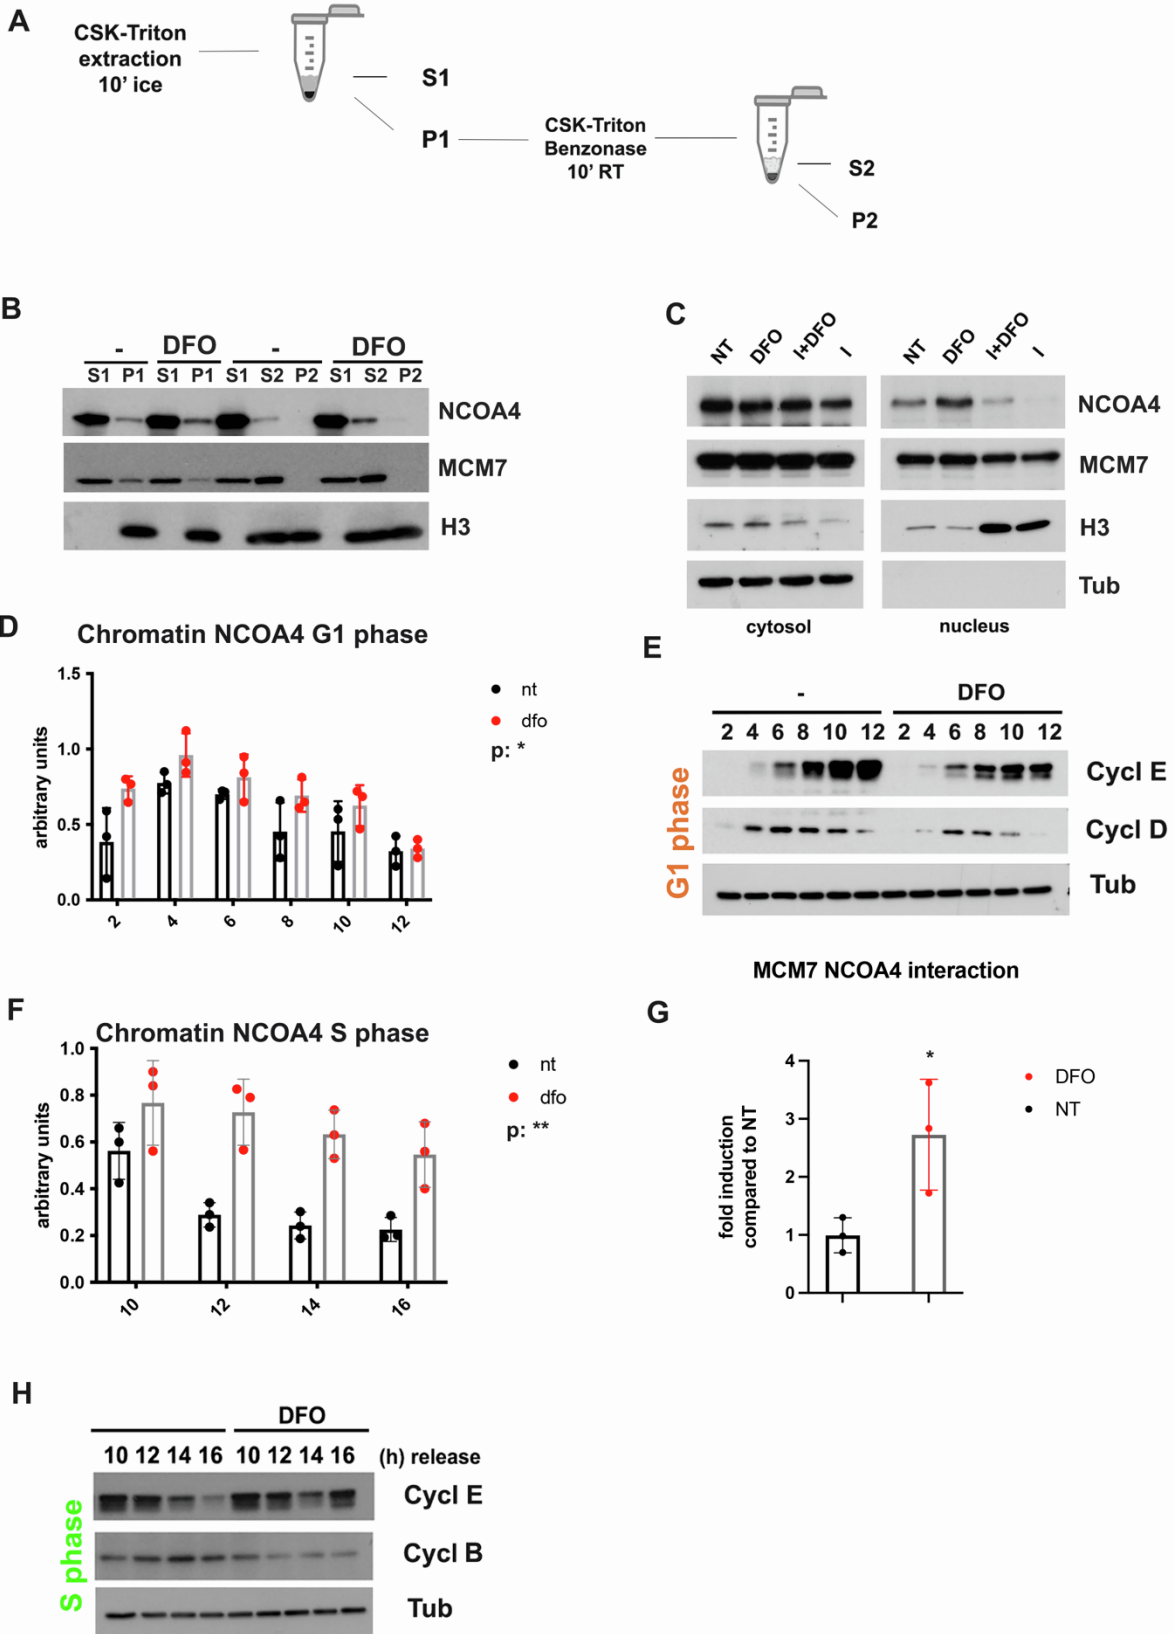 A
CSK-Triton
extraction
10' ice
S1
P1
CSK-Triton
Benzonase
10' RT
S2
P2
B
- DFO - DFO
S1 P1 S1 P1 S1 S2 P2 S1 S2 P2
NCOA4
MCM7
H3
C
NT DFO I+DFO I NT DFO I+DFO I
NCOA4
MCM7
H3
Tub
cytosol nucleus
D
Chromatin NCOA4 G1 phase
1.5
1.0
0.5
0.0
arbitrary units
2 4 6 8 10 12
nt
dfo
p: *
E
- DFO
2 4 6 8 10 12 2 4 6 8 10 12
G1 phase
Cycl E
Cycl D
Tub
F
Chromatin NCOA4 S phase
1.0
0.8
0.6
0.4
0.2
0.0
arbitrary units
10 12 14 16
nt
dfo
p: **
MCM7 NCOA4 interaction
G
4
3
2
1
0
fold induction
compared to NT
*
DFO
NT
H
DFO
10 12 14 16 10 12 14 16 (h) release
S phase
Cycl E
Cycl B
Tub